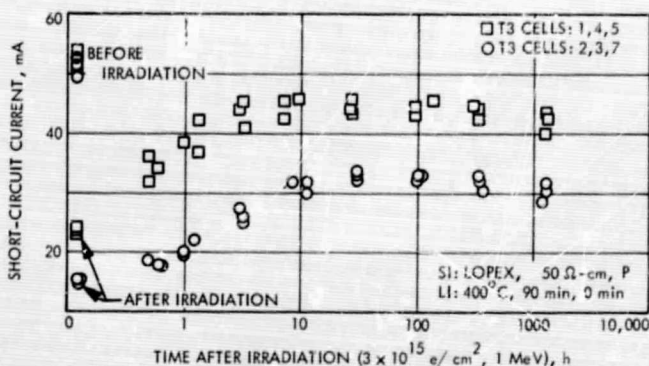 60
□ T3 CELLS: 1,4,5
○ T3 CELLS: 2,3,7
BEFORE
IRRADIATION
SHORT-CIRCUIT CURRENT, mA
40
20
AFTER IRRADIATION
SI: LOPEX, 50 Ω-cm, P
LI: 400°C, 90 min, 0 min
0
0 1 10 100 1000 10,000
TIME AFTER IRRADIATION (3 x 10¹⁵ e/cm², 1 MeV), h